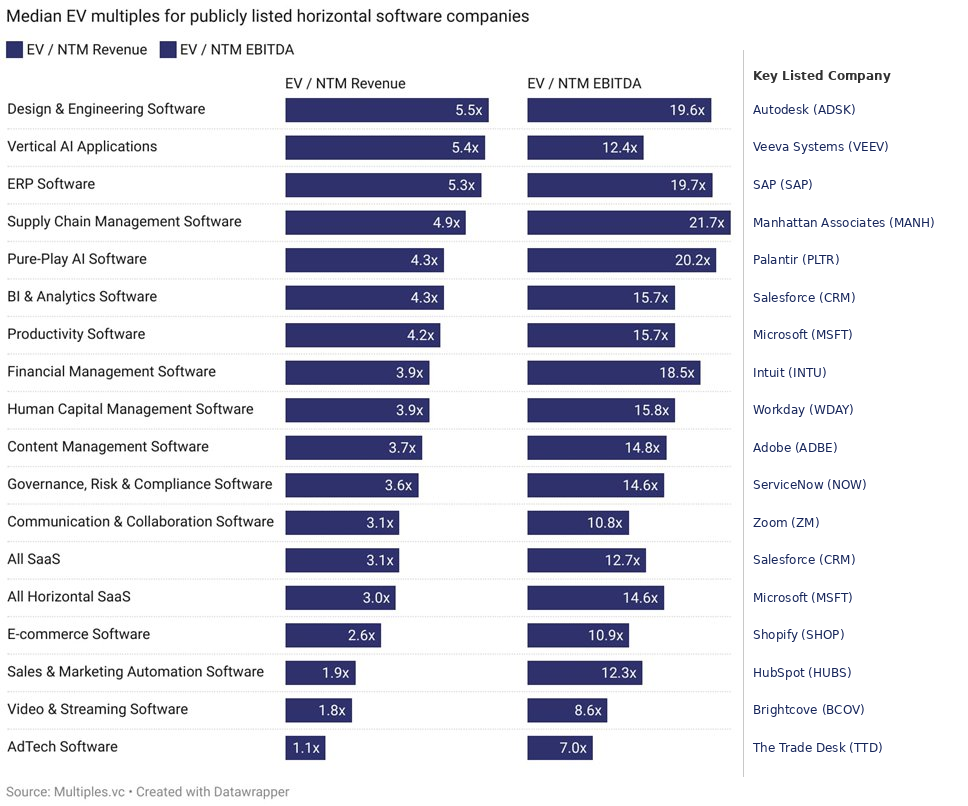 Median EV multiples for publicly listed horizontal software companies
EV / NTM Revenue EV / NTM EBITDA
EV / NTM Revenue EV / NTM EBITDA Key Listed Company
Design & Engineering Software 5.5x 19.6x Autodesk (ADSK)
Vertical AI Applications 5.4x 12.4x Veeva Systems (VEEV)
ERP Software 5.3x 19.7x SAP (SAP)
Supply Chain Management Software 4.9x 21.7x Manhattan Associates (MANH)
Pure-Play AI Software 4.3x 20.2x Palantir (PLTR)
BI & Analytics Software 4.3x 15.7x Salesforce (CRM)
Productivity Software 4.2x 15.7x Microsoft (MSFT)
Financial Management Software 3.9x 18.5x Intuit (INTU)
Human Capital Management Software 3.9x 15.8x Workday (WDAY)
Content Management Software 3.7x 14.8x Adobe (ADBE)
Governance, Risk & Compliance Software 3.6x 14.6x ServiceNow (NOW)
Communication & Collaboration Software 3.1x 10.8x Zoom (ZM)
All SaaS 3.1x 12.7x Salesforce (CRM)
All Horizontal SaaS 3.0x 14.6x Microsoft (MSFT)
E-commerce Software 2.6x 10.9x Shopify (SHOP)
Sales & Marketing Automation Software 1.9x 12.3x HubSpot (HUBS)
Video & Streaming Software 1.8x 8.6x Brightcove (BCOV)
AdTech Software 1.1x 7.0x The Trade Desk (TTD)
Source: Multiples.vc • Created with Datawrapper